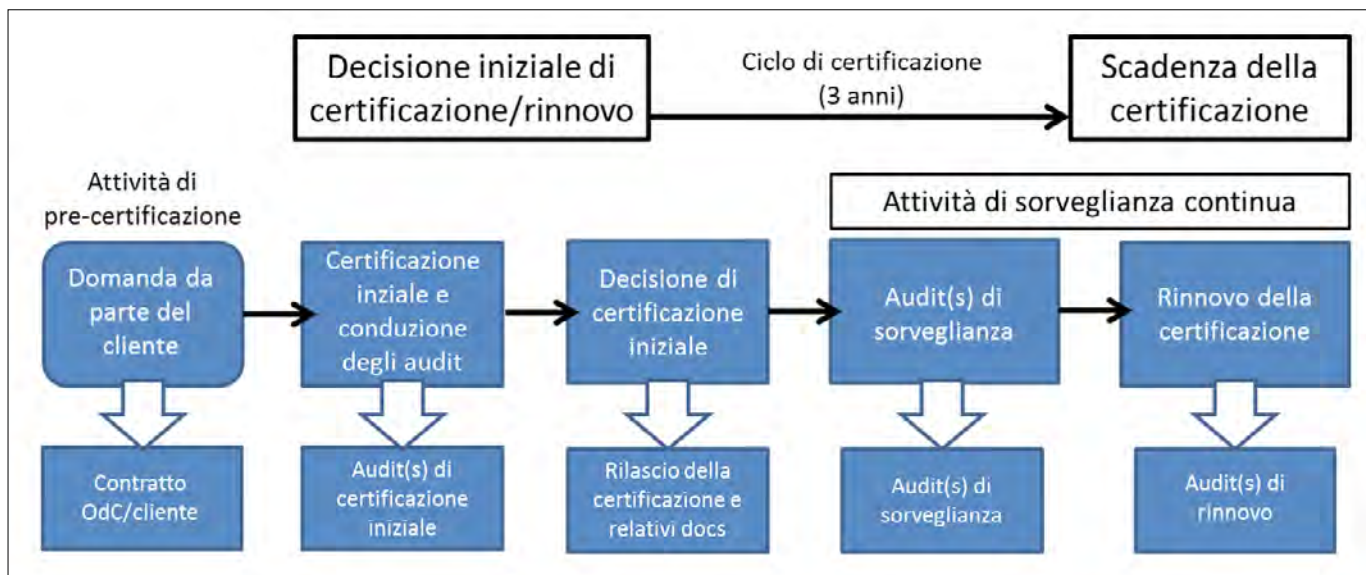 Decisione iniziale di
certificazione/rinnovo
Ciclo di certificazione
(3 anni)
Scadenza della
certificazione
Attività di
pre-certificazione
Attività di sorveglianza continua
Domanda da
parte del
cliente
Certificazione
inziale e
conduzione
degli audit
Decisione di
certificazione
iniziale
Audit(s) di
sorveglianza
Rinnovo della
certificazione
Contratto
OdC/cliente
Audit(s) di
certificazione
iniziale
Rilascio della
certificazione e
relativi docs
Audit(s) di
sorveglianza
Audit(s) di
rinnovo